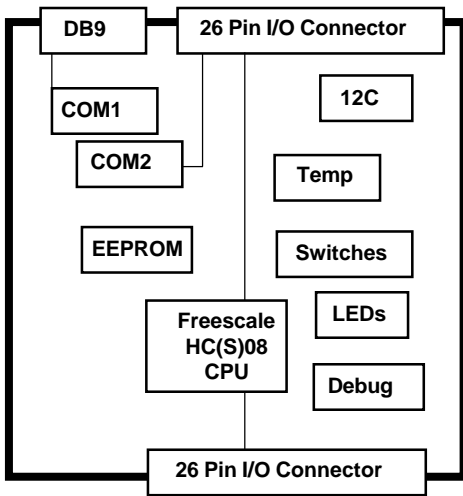 DB9
26 Pin I/O Connector
COM1
12C
COM2
Temp
EEPROM
Switches
Freescale
HC(S)08
CPU
LEDs
Debug
26 Pin I/O Connector